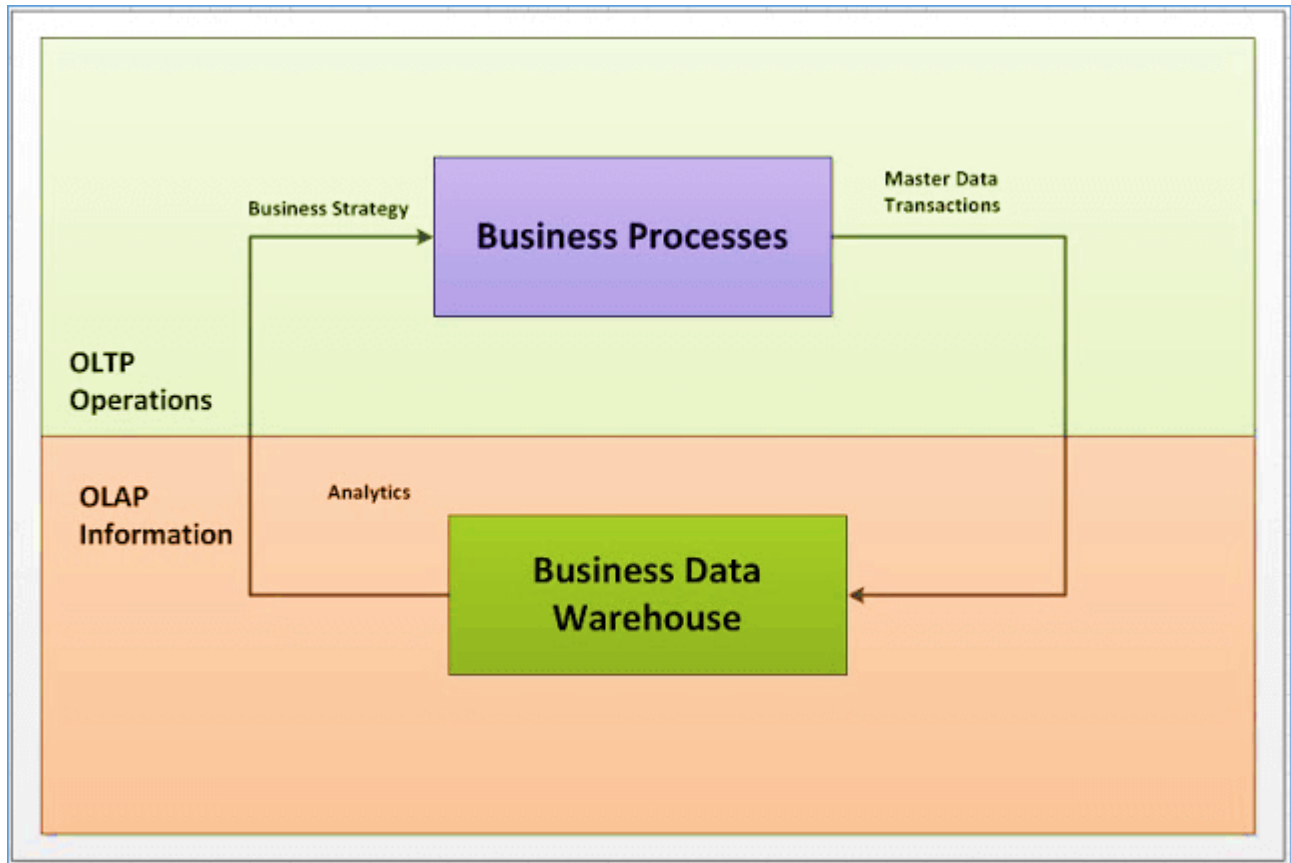 Business Strategy
Business Processes
Master Data
Transactions
OLTP
Operations
OLAP
Information
Analytics
Business Data
Warehouse